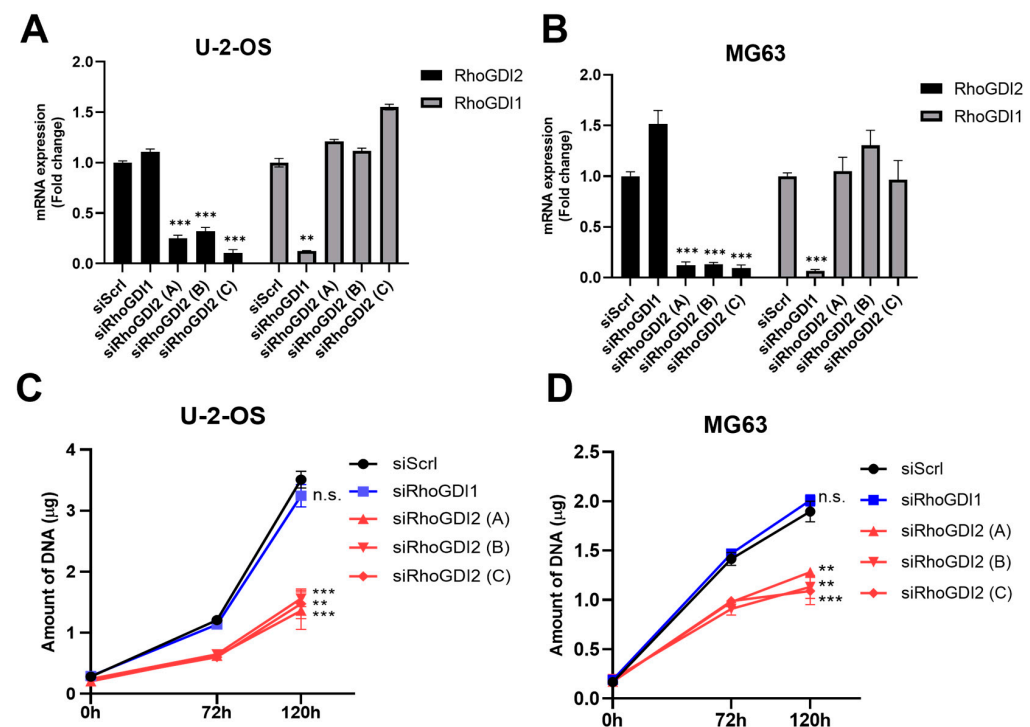 A
U-2-OS
mRNA expression
(Fold change)
2.0
1.5
1.0
0.5
0.0
***
***
***
**
RhoGDI2
RhoGDI1
siScrl
siRhoGDI1
siRhoGDI2 (A)
siRhoGDI2 (B)
siRhoGDI2 (C)
siScrl
siRhoGDI1
siRhoGDI2 (A)
siRhoGDI2 (B)
siRhoGDI2 (C)
B
MG63
mRNA expression
(Fold change)
2.0
1.5
1.0
0.5
0.0
***
***
***
***
RhoGDI2
RhoGDI1
siScrl
siRhoGDI1
siRhoGDI2 (A)
siRhoGDI2 (B)
siRhoGDI2 (C)
siScrl
siRhoGDI1
siRhoGDI2 (A)
siRhoGDI2 (B)
siRhoGDI2 (C)
C
U-2-OS
Amount of DNA (µg)
4
3
2
1
0
0h
72h
120h
n.s.
***
**
***
siScrl
siRhoGDI1
siRhoGDI2 (A)
siRhoGDI2 (B)
siRhoGDI2 (C)
D
MG63
Amount of DNA (µg)
2.5
2.0
1.5
1.0
0.5
0.0
0h
72h
120h
n.s.
**
**
***
siScrl
siRhoGDI1
siRhoGDI2 (A)
siRhoGDI2 (B)
siRhoGDI2 (C)